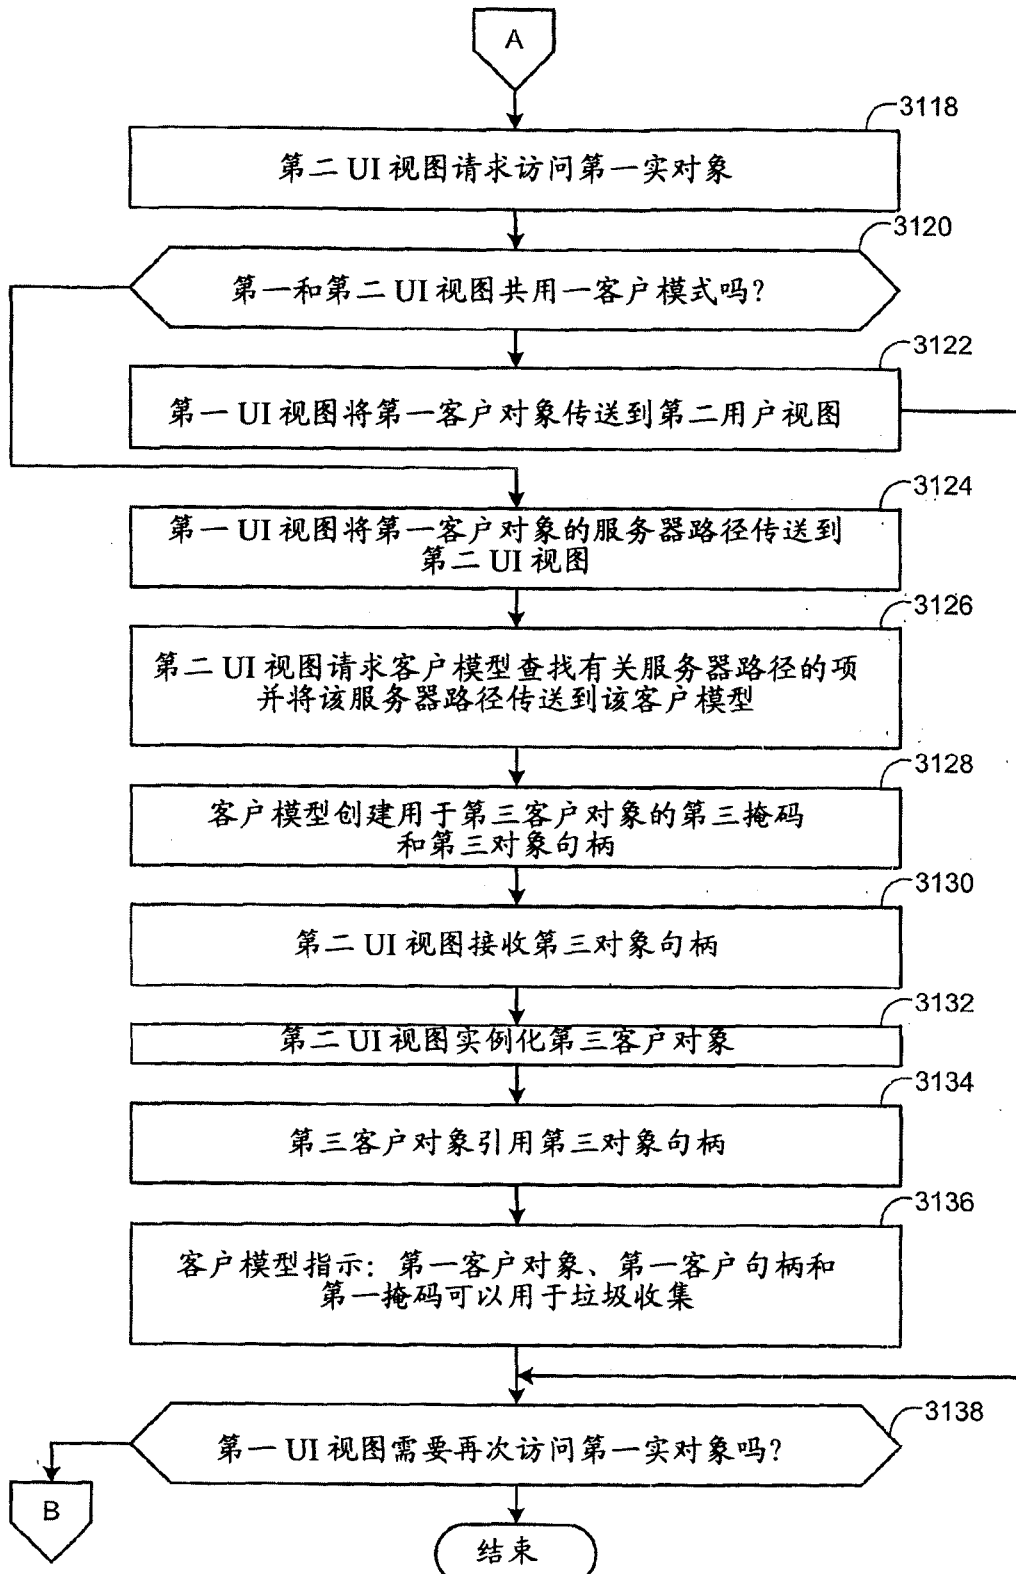 A
3118
第二 UI 视图请求访问第一实对象
3120
第一和第二 UI 视图共用一客户模式吗?
3122
第一 UI 视图将第一客户对象传送到第二用户视图
3124
第一 UI 视图将第一客户对象的服务器路径传送到
第二 UI 视图
3126
第二 UI 视图请求客户模型查找有关服务器路径的项
并将该服务器路径传送到该客户模型
3128
客户模型创建用于第三客户对象的第三掩码
和第三对象句柄
3130
第二 UI 视图接收第三对象句柄
3132
第二 UI 视图实例化第三客户对象
3134
第三客户对象引用第三对象句柄
3136
客户模型指示：第一客户对象、第一客户句柄和
第一掩码可以用于垃圾收集
3138
第一 UI 视图需要再次访问第一实对象吗?
B
结束